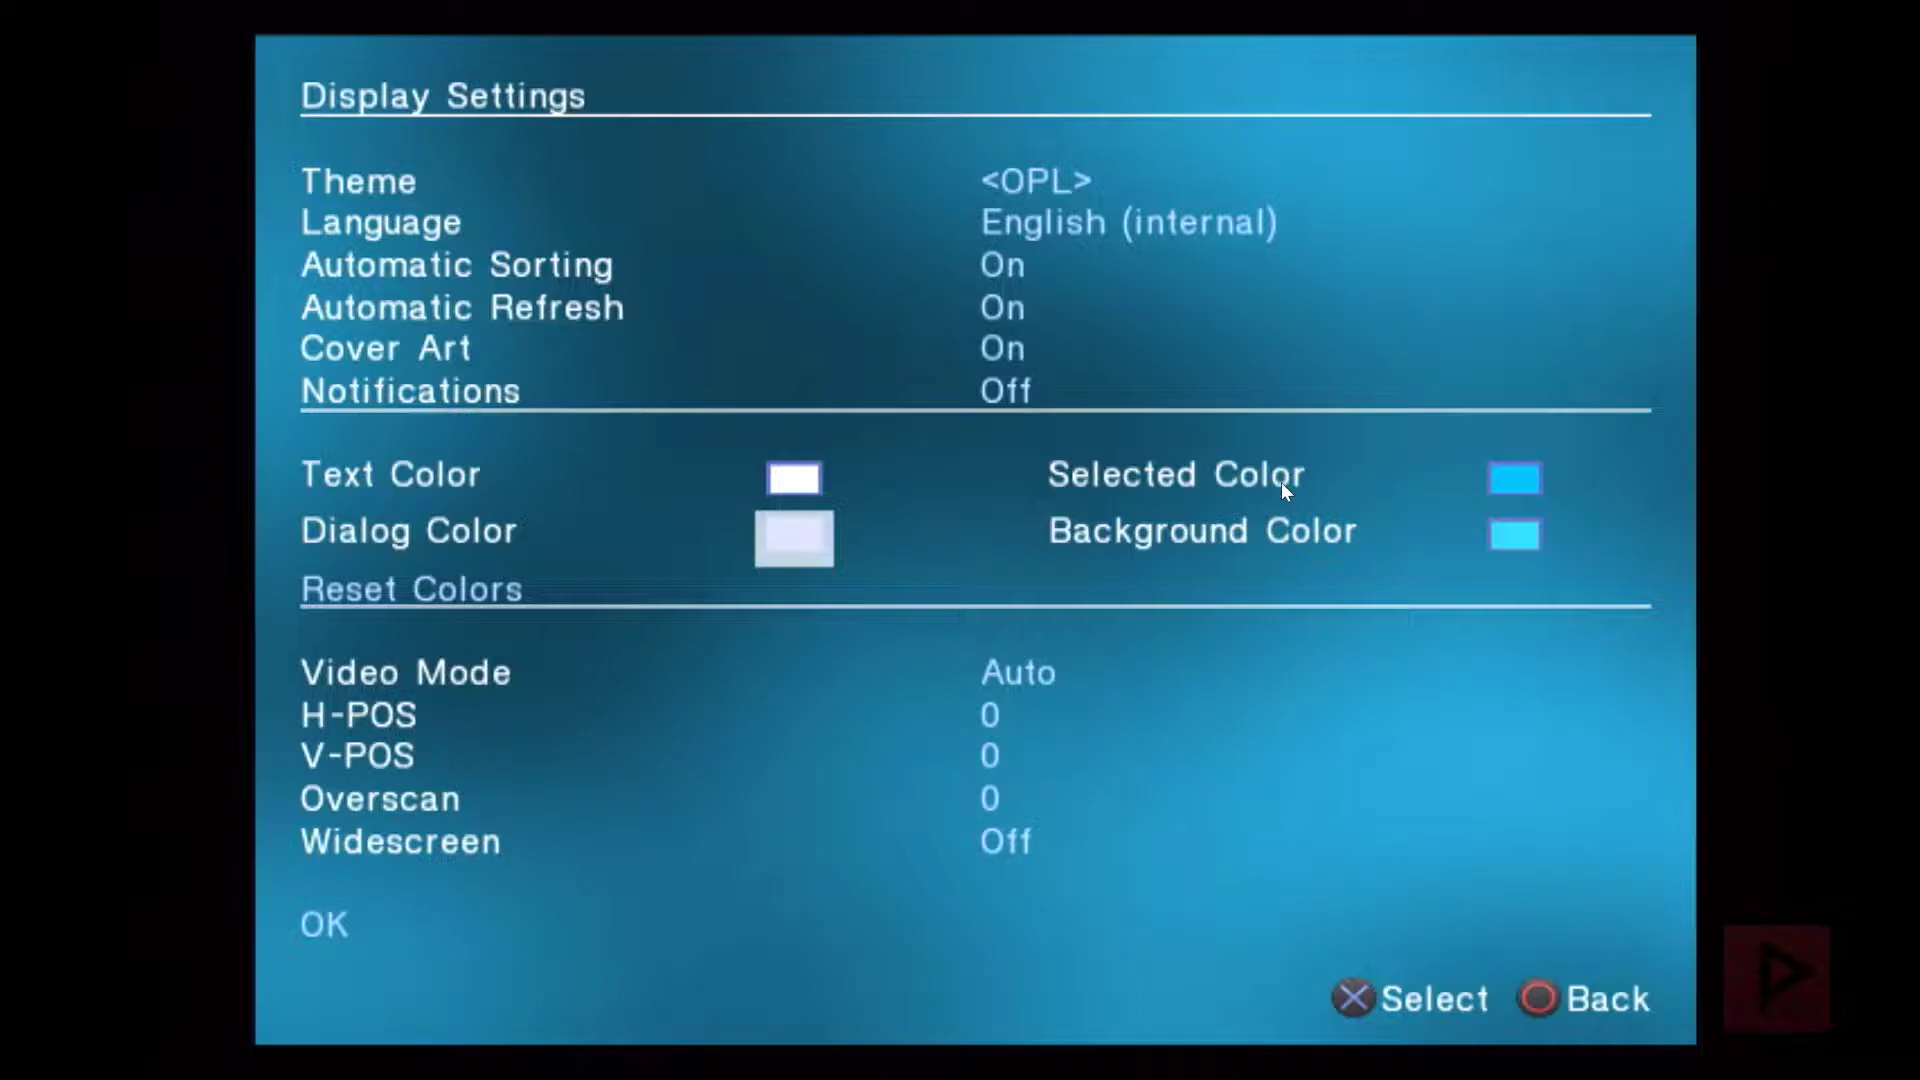 Display Settings
Theme <OPL>
Language English (internal)
Automatic Sorting On
Automatic Refresh On
Cover Art On
Notifications Off
Text Color Selected Color
Dialog Color Background Color
Reset Colors
Video Mode Auto
H-POS 0
V-POS 0
Overscan 0
Widescreen Off
OK
Select Back